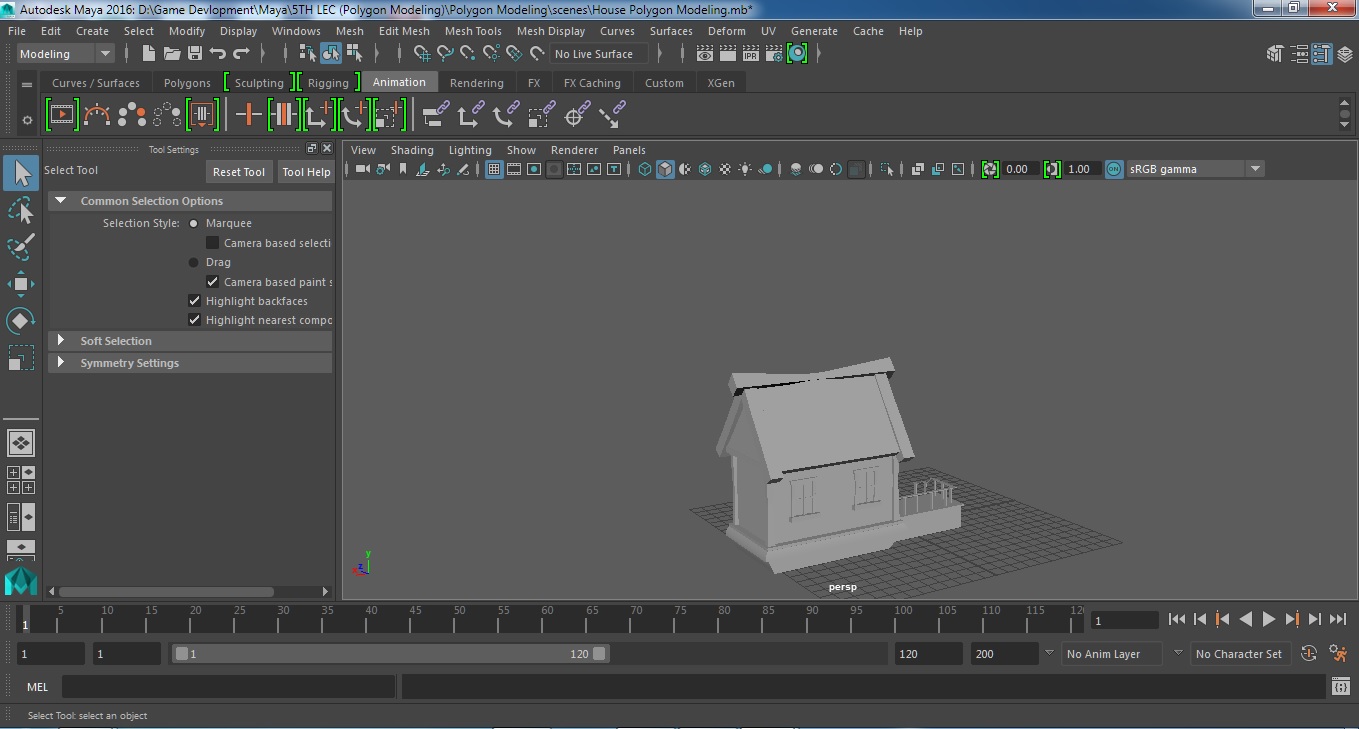 Autodesk Maya 2016: D:\Game Devlopment\Maya\5TH LEC (Polygon Modeling)\Polygon Modeling\scenes\House Polygon Modeling.mb*
File Edit Create Select Modify Display Windows Mesh Edit Mesh Mesh Tools Mesh Display Curves Surfaces Deform UV Generate Cache Help
Modeling No Live Surface IPR
Curves / Surfaces Polygons Sculpting Rigging Animation Rendering FX FX Caching Custom XGen
Tool Settings
View Shading Lighting Show Renderer Panels
Select Tool Reset Tool Tool Help
0.00 1.00 ON sRGB gamma
Common Selection Options
Selection Style: Marquee
Camera based selecti
Drag
Camera based paint s
Highlight backfaces
Highlight nearest compo
Soft Selection
Symmetry Settings
y
z
persp
1 5 10 15 20 25 30 35 40 45 50 55 60 65 70 75 80 85 90 95 100 105 110 115 120 1
1 1 1 120 120 200 No Anim Layer No Character Set
MEL
Select Tool: select an object